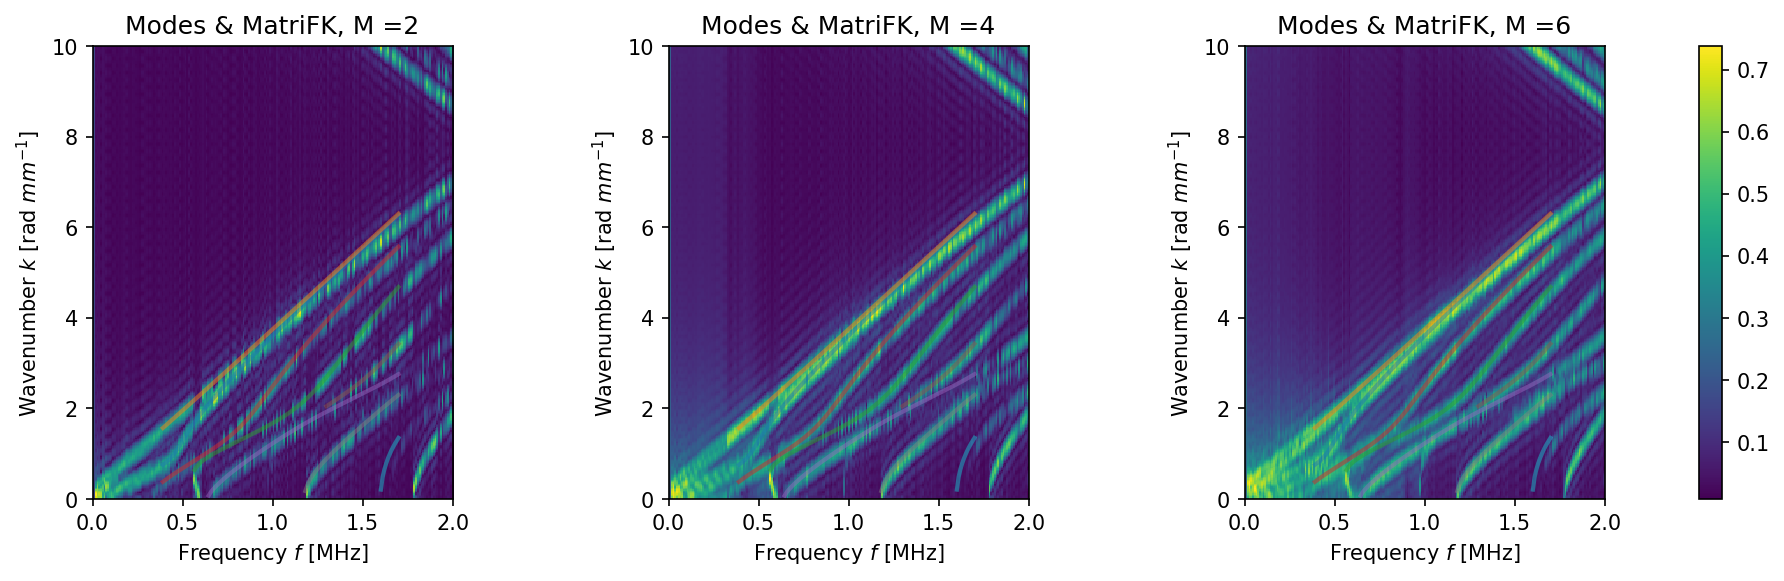 Modes & MatriFK, M =2
Modes & MatriFK, M =4
Modes & MatriFK, M =6
10
8
6
4
2
0
Wavenumber k [rad mm⁻¹]
0.0 0.5 1.0 1.5 2.0
Frequency f [MHz]
10
8
6
4
2
0
Wavenumber k [rad mm⁻¹]
0.0 0.5 1.0 1.5 2.0
Frequency f [MHz]
10
8
6
4
2
0
Wavenumber k [rad mm⁻¹]
0.0 0.5 1.0 1.5 2.0
Frequency f [MHz]
0.7
0.6
0.5
0.4
0.3
0.2
0.1